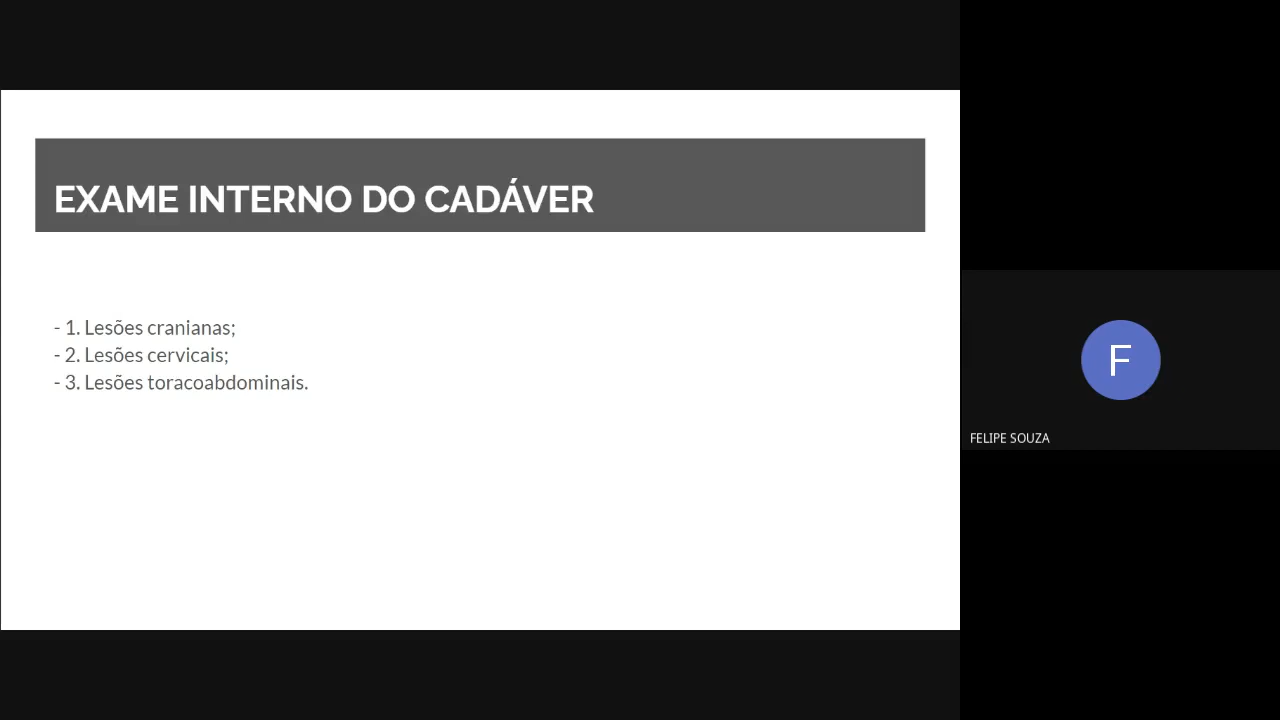 EXAME INTERNO DO CADÁVER
- 1. Lesões cranianas;
- 2. Lesões cervicais;
- 3. Lesões toracoabdominais.
F
FELIPE SOUZA